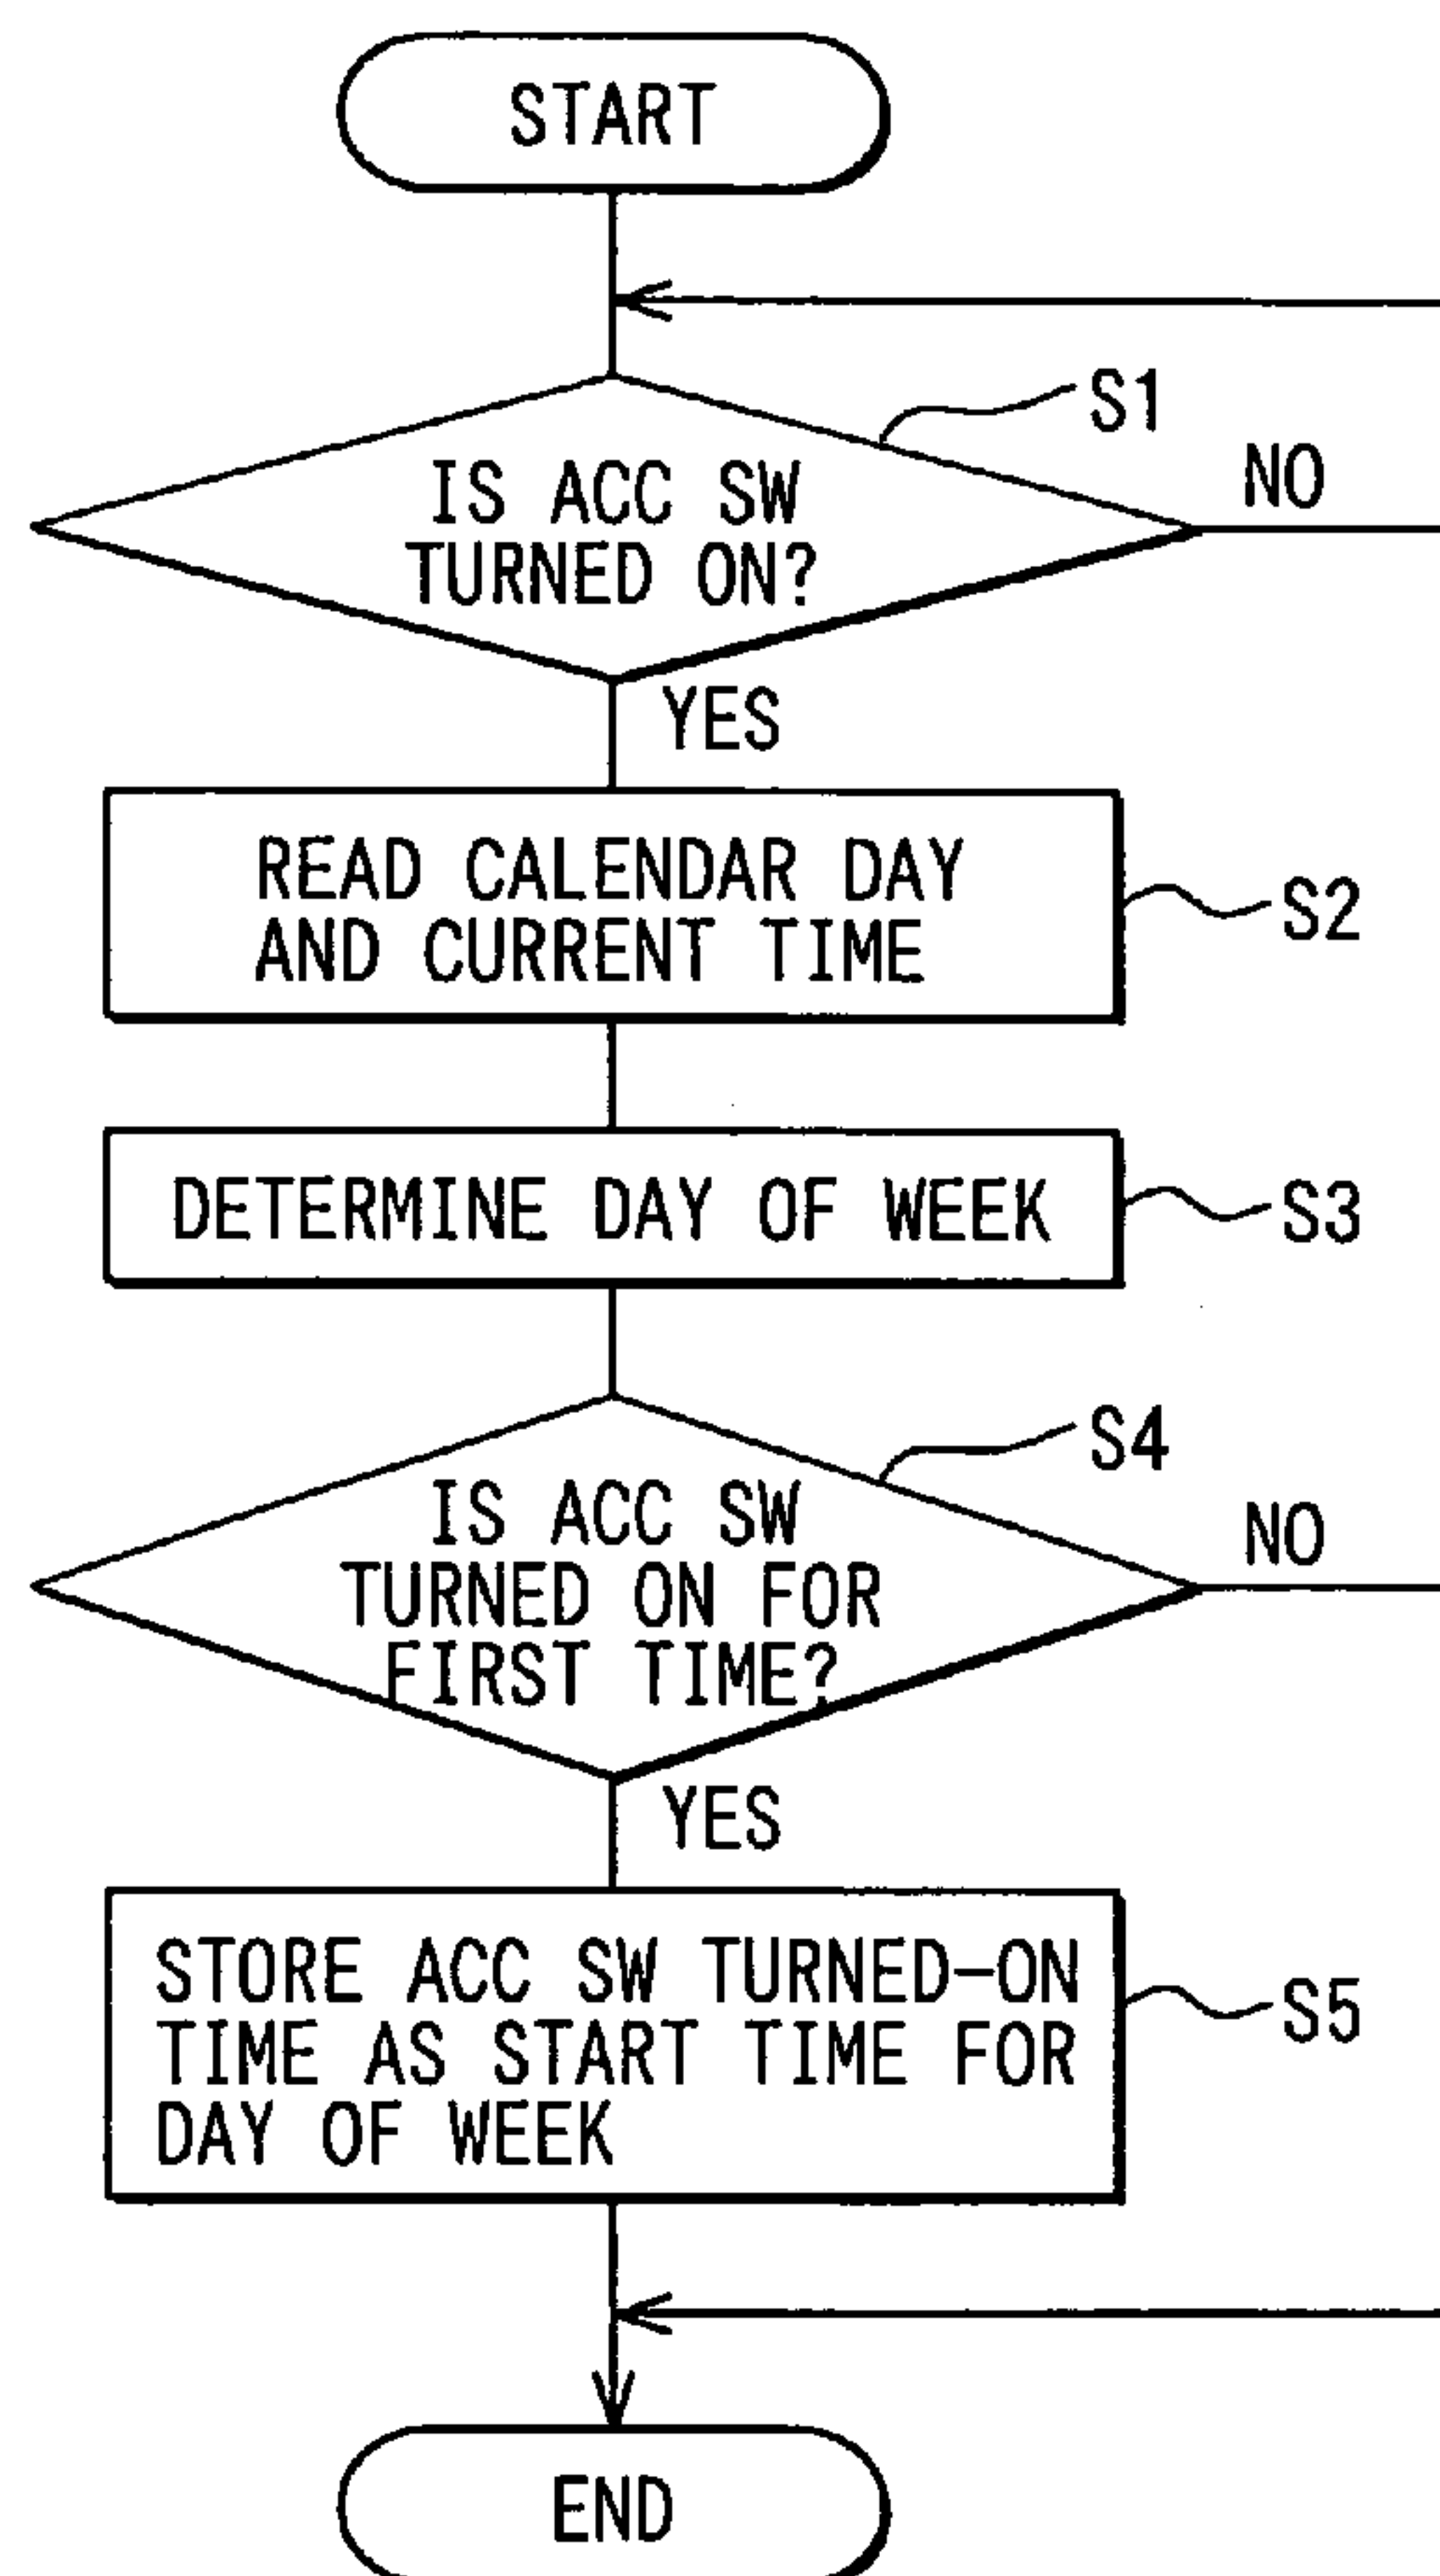 START
S1
NO
IS ACC SW
TURNED ON?
YES
READ CALENDAR DAY
AND CURRENT TIME
S2
DETERMINE DAY OF WEEK
S3
S4
NO
IS ACC SW
TURNED ON FOR
FIRST TIME?
YES
STORE ACC SW TURNED-ON
TIME AS START TIME FOR
DAY OF WEEK
S5
END